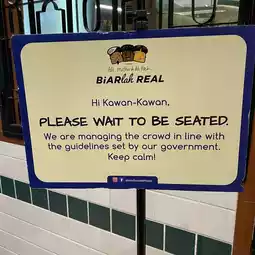 BiARlah REAL
Hi Kawan-Kawan,
PLEASE WAIT TO BE SEATED.
We are managing the crowd in line with
the guidelines set by our government.
Keep calm!